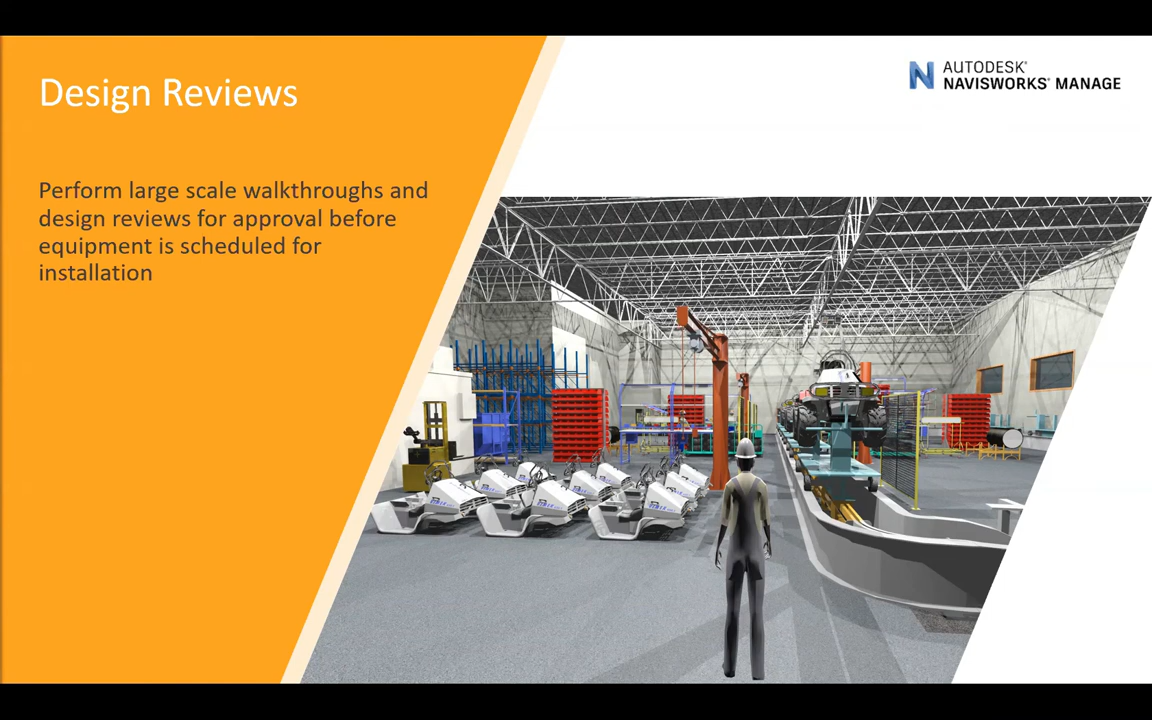 Design Reviews
AUTODESK®
NAVISWORKS® MANAGE
Perform large scale walkthroughs and
design reviews for approval before
equipment is scheduled for
installation